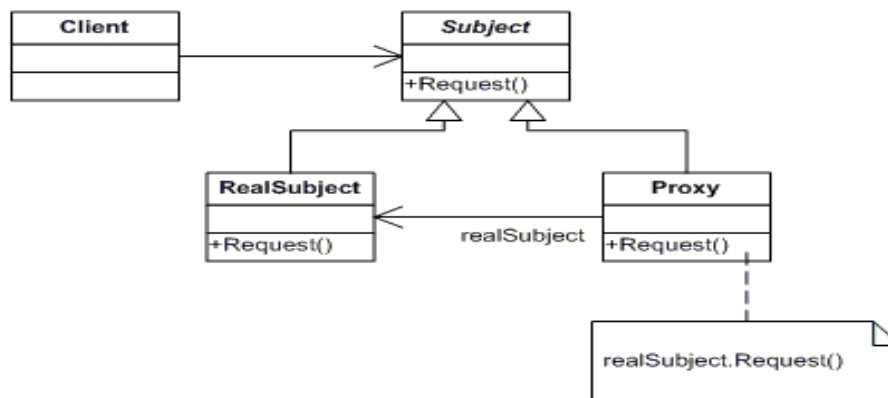 Client
Subject
+Request()
RealSubject
+Request()
realSubject
Proxy
+Request()
realSubject.Request()